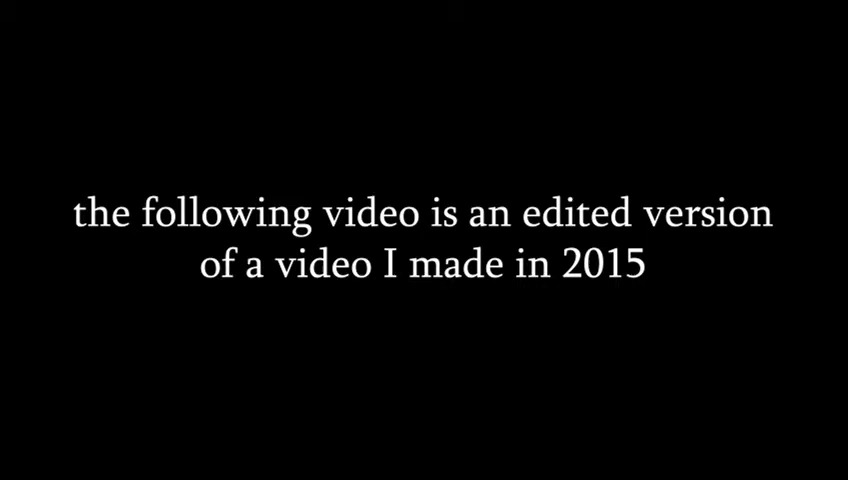 the following video is an edited version
of a video I made in 2015